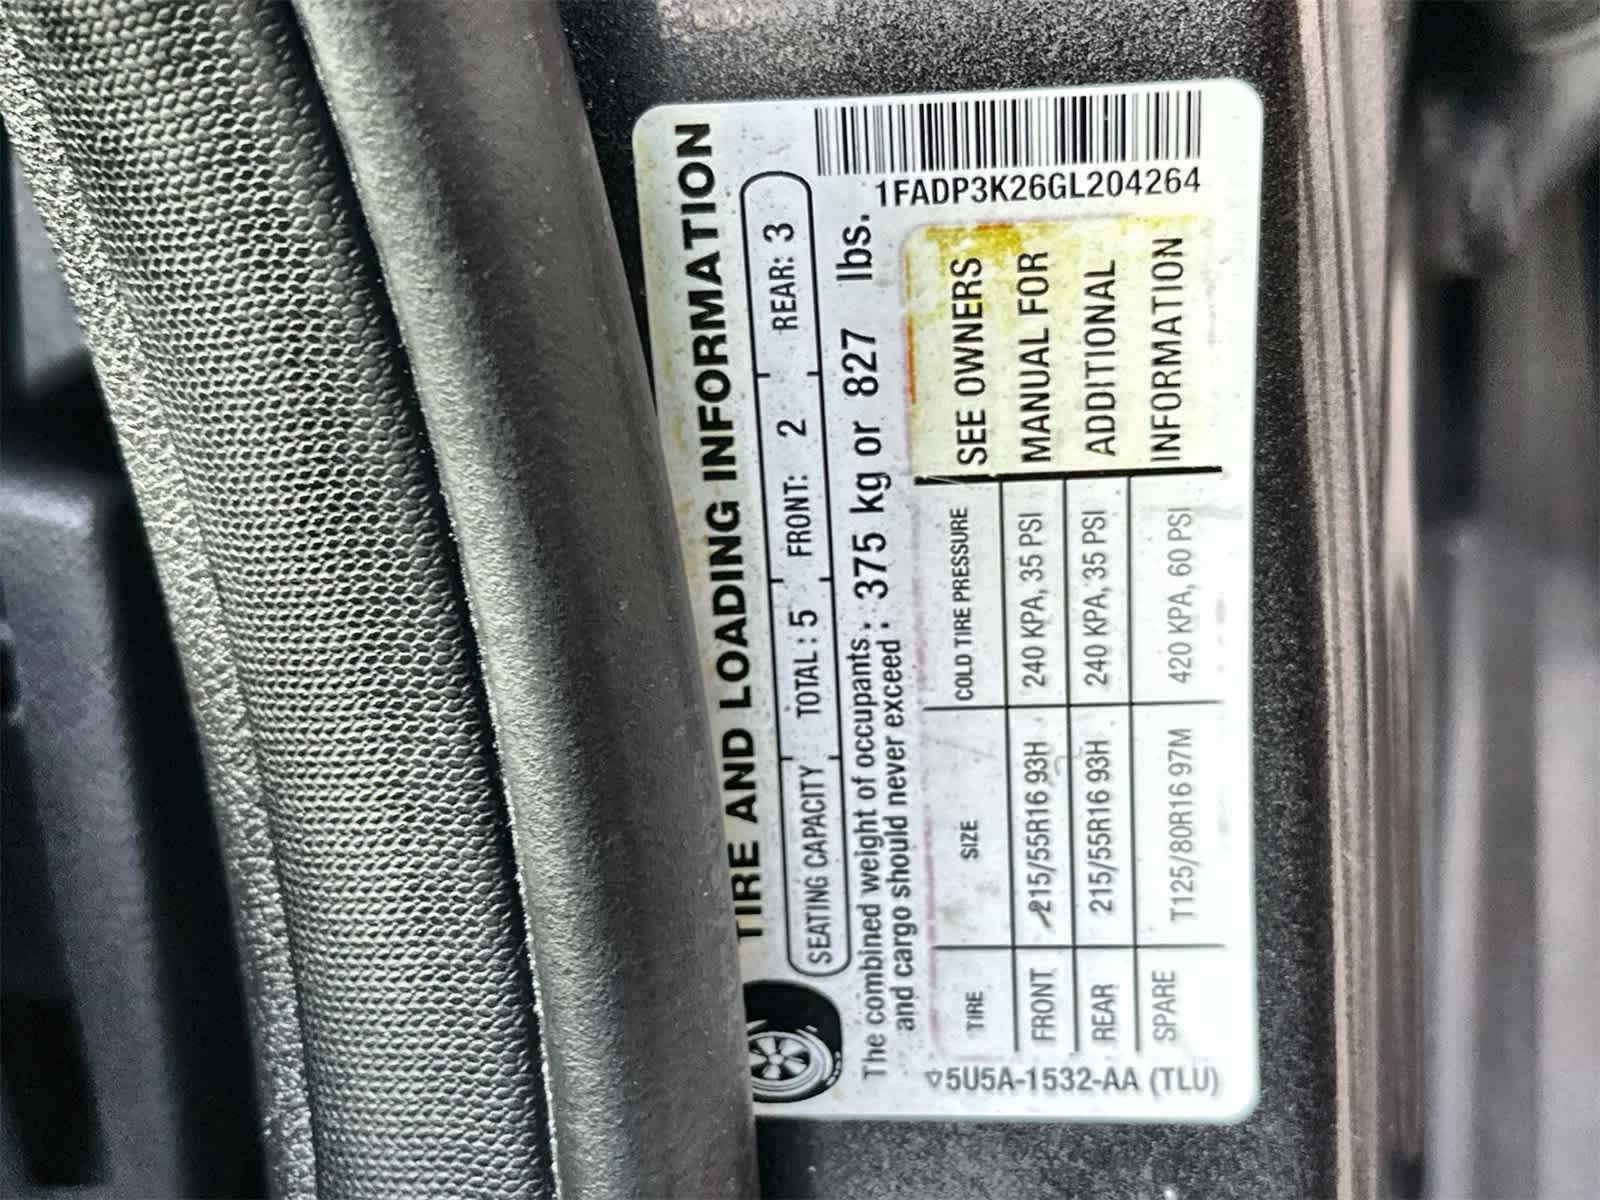 TIRE AND LOADING INFORMATION
SEATING CAPACITY TOTAL : 5 FRONT: 2 REAR: 3
The combined weight of occupants
and cargo should never exceed : 375 kg or 827 lbs.
1FADP3K26GL204264
TIRE SIZE COLD TIRE PRESSURE
FRONT 215/55R16 93H 240 KPA, 35 PSI
REAR 215/55R16 93H 240 KPA, 35 PSI
SPARE T125/80R16 97M 420 KPA, 60 PSI
SEE OWNERS
MANUAL FOR
ADDITIONAL
INFORMATION
5U5A-1532-AA (TLU)